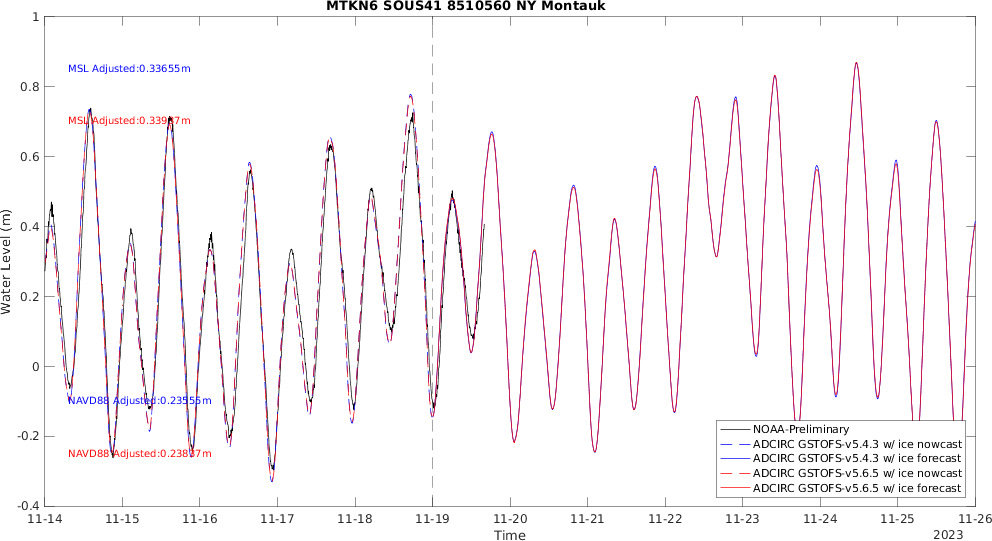 MTKN6 SOUS41 8510560 NY Montauk
Water Level (m)
1
0.8
0.6
0.4
0.2
0
-0.2
-0.4
MSL Adjusted:0.33655m
MSL Adjusted:
NAVD88 Adjusted:0.23555m
NAVD88 Adjusted:
NOAA-Preliminary
ADCIRC GSTOFS-v5.4.3 w/ ice nowcast
ADCIRC GSTOFS-v5.4.3 w/ ice forecast
ADCIRC GSTOFS-v5.6.5 w/ ice nowcast
ADCIRC GSTOFS-v5.6.5 w/ ice forecast
11-14 11-15 11-16 11-17 11-18 11-19 11-20 11-21 11-22 11-23 11-24 11-25 11-26
Time
2023